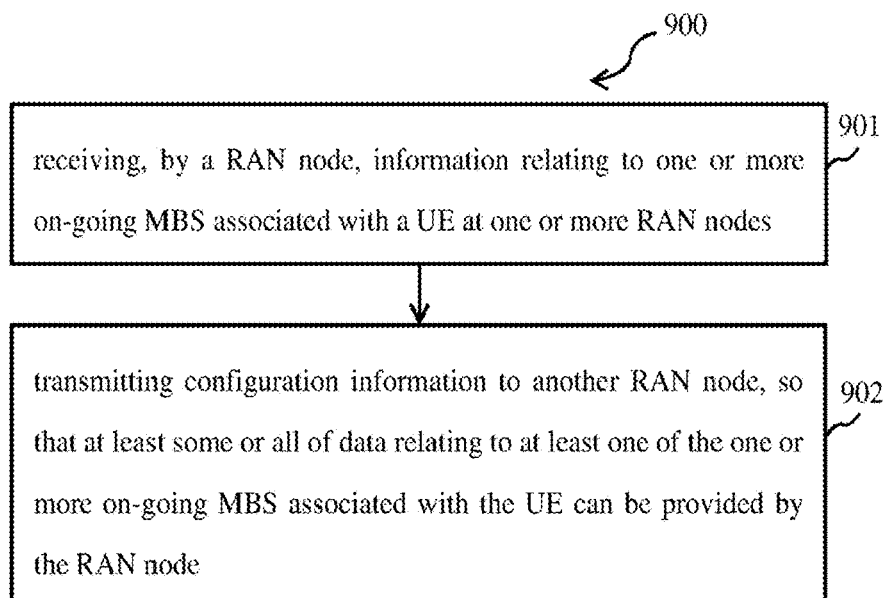 900
receiving, by a RAN node, information relating to one or more
on-going MBS associated with a UE at one or more RAN nodes
901
transmitting configuration information to another RAN node, so
that at least some or all of data relating to at least one of the one or
more on-going MBS associated with the UE can be provided by
the RAN node
902